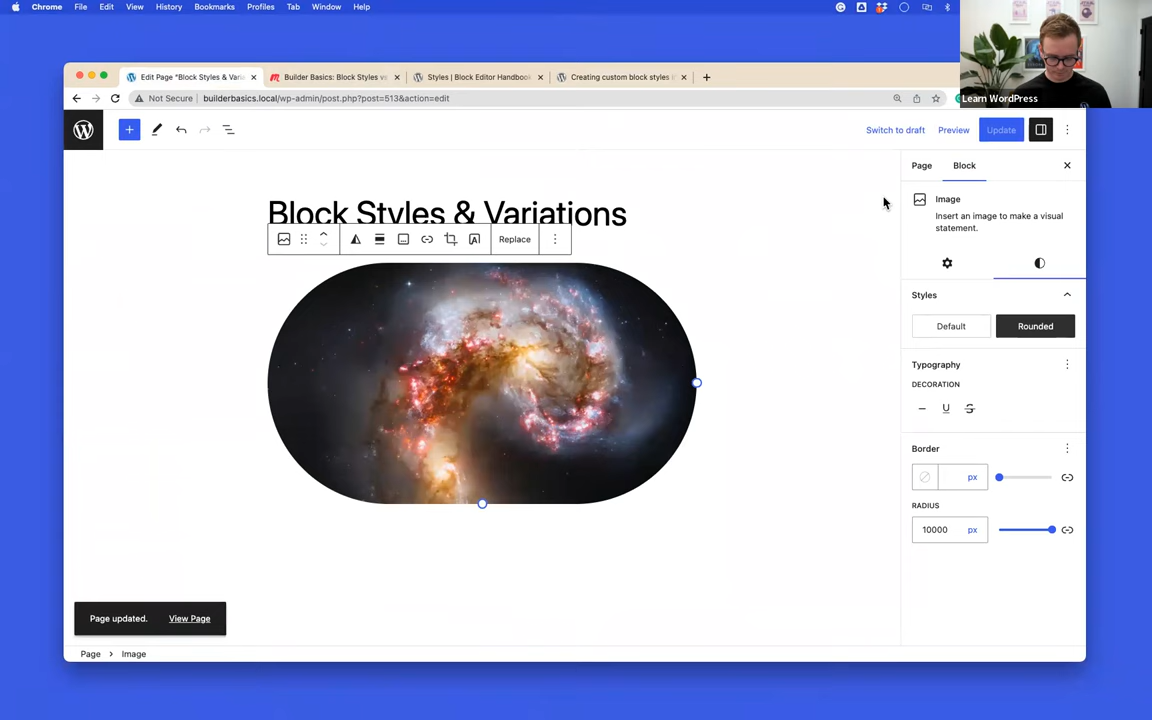 Chrome File Edit View History Bookmarks Profiles Tab Window Help
Edit Page "Block Styles & Varia
Builder Basics: Block Styles va
Styles | Block Editor Handbook
Creating custom block styles i
Learn WordPress
Not Secure
builderbasics.local/wp-admin/post.php?post=513&action=edit
Switch to draft
Preview
Update
Page
Block
Block Styles & Variations
Image
Insert an image to make a visual
statement.
Replace
Styles
Default
Rounded
Typography
DECORATION
Border
px
RADIUS
10000 px
Page updated.
View Page
Page > Image